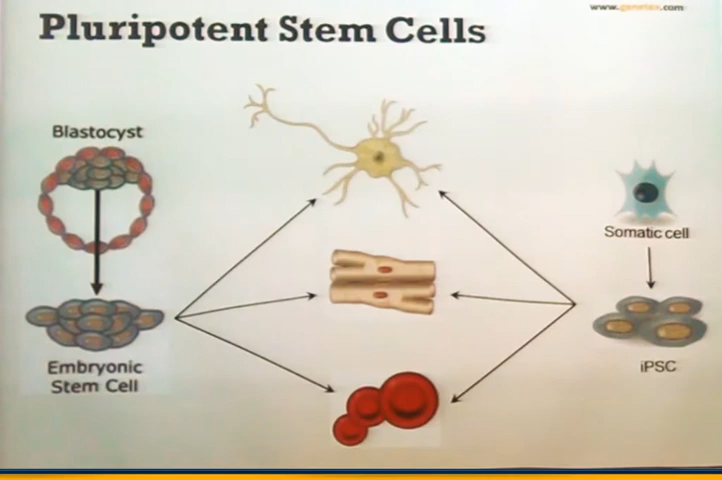 www.genetex.com
Pluripotent Stem Cells
Blastocyst
Somatic cell
Embryonic
Stem Cell
iPSC